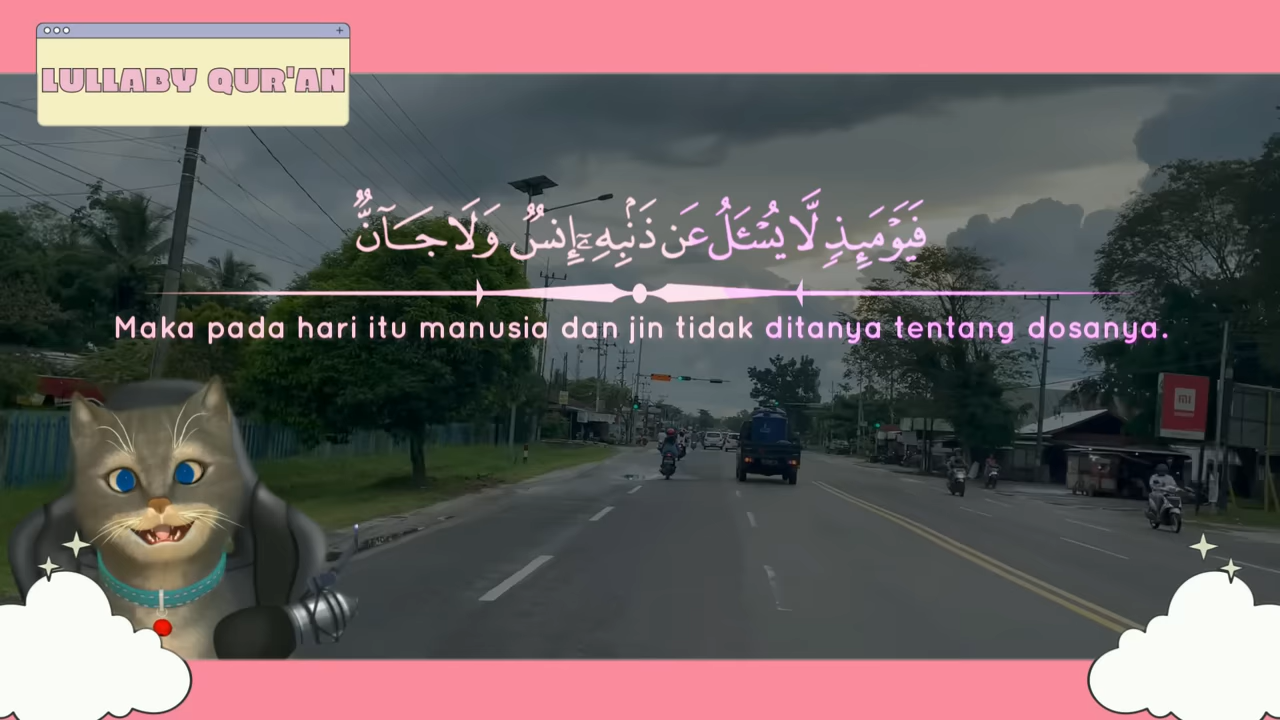 LULLABY QUR'AN
فَيَوْمَىِٕذٍ لَّا يُسْـَٔلُ عَن ذَنۢبِهِۦٓ إِنسٌ وَلَا جَآنٌّ
Maka pada hari itu manusia dan jin tidak ditanya tentang dosanya.